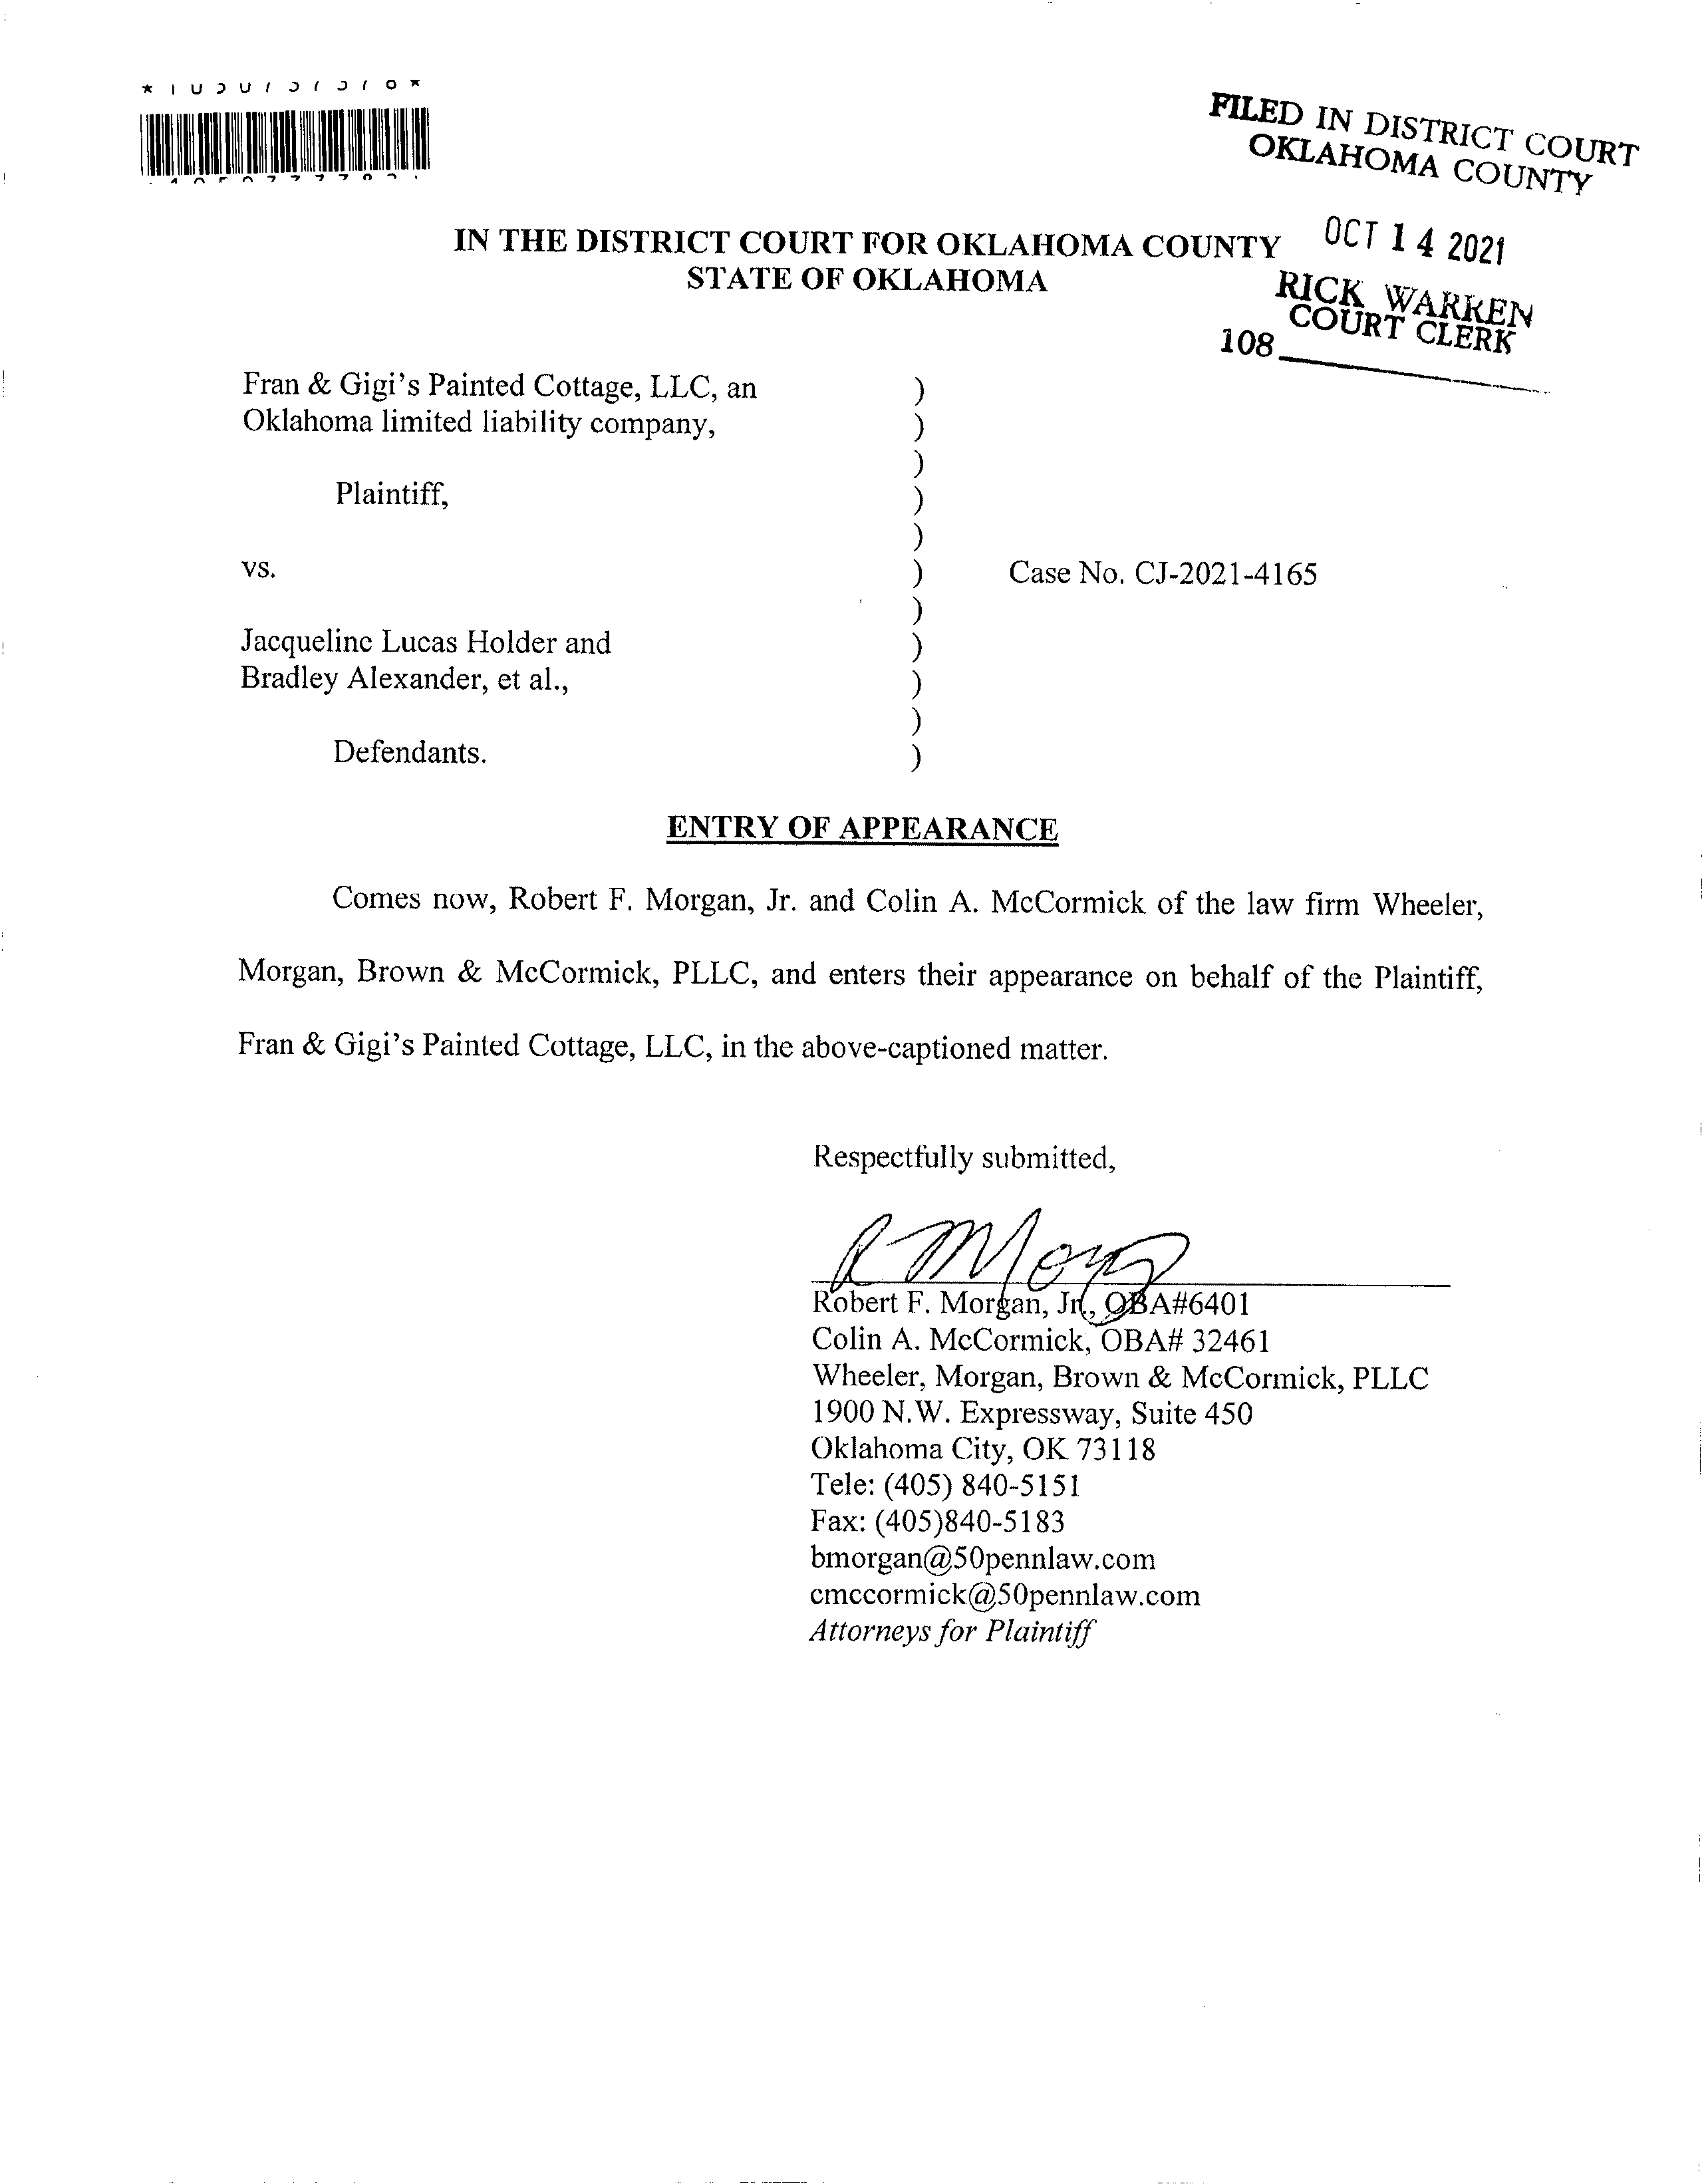 FILED IN DISTRICT COURT
OKLAHOMA COUNTY
OCT 14 2021
RICK WARREN
COURT CLERK
108
IN THE DISTRICT COURT FOR OKLAHOMA COUNTY
STATE OF OKLAHOMA
Fran & Gigi's Painted Cottage, LLC, an )
Oklahoma limited liability company, )
)
Plaintiff, )
)
vs. ) Case No. CJ-2021-4165
)
Jacqueline Lucas Holder and )
Bradley Alexander, et al., )
)
Defendants. )
ENTRY OF APPEARANCE
Comes now, Robert F. Morgan, Jr. and Colin A. McCormick of the law firm Wheeler,
Morgan, Brown & McCormick, PLLC, and enters their appearance on behalf of the Plaintiff,
Fran & Gigi's Painted Cottage, LLC, in the above-captioned matter.
Respectfully submitted,
Robert F. Morgan, Jr., OBA#6401
Colin A. McCormick, OBA# 32461
Wheeler, Morgan, Brown & McCormick, PLLC
1900 N.W. Expressway, Suite 450
Oklahoma City, OK 73118
Tele: (405) 840-5151
Fax: (405)840-5183
bmorgan@50pennlaw.com
cmccormick@50pennlaw.com
Attorneys for Plaintiff